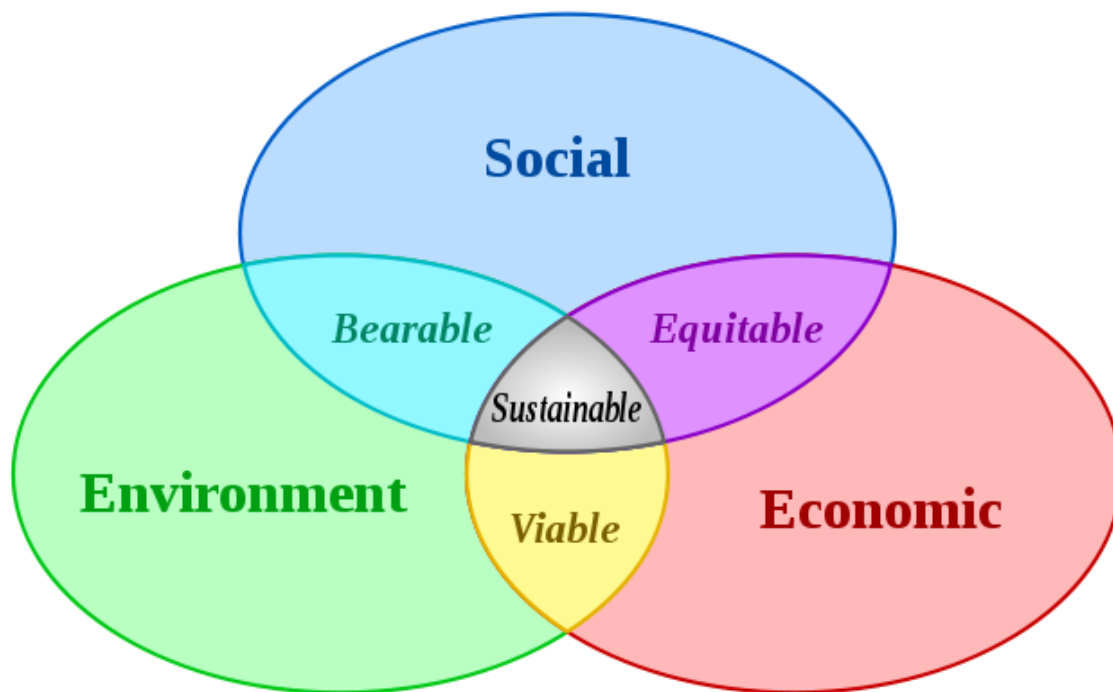 Social
Bearable
Equitable
Sustainable
Environment
Economic
Viable